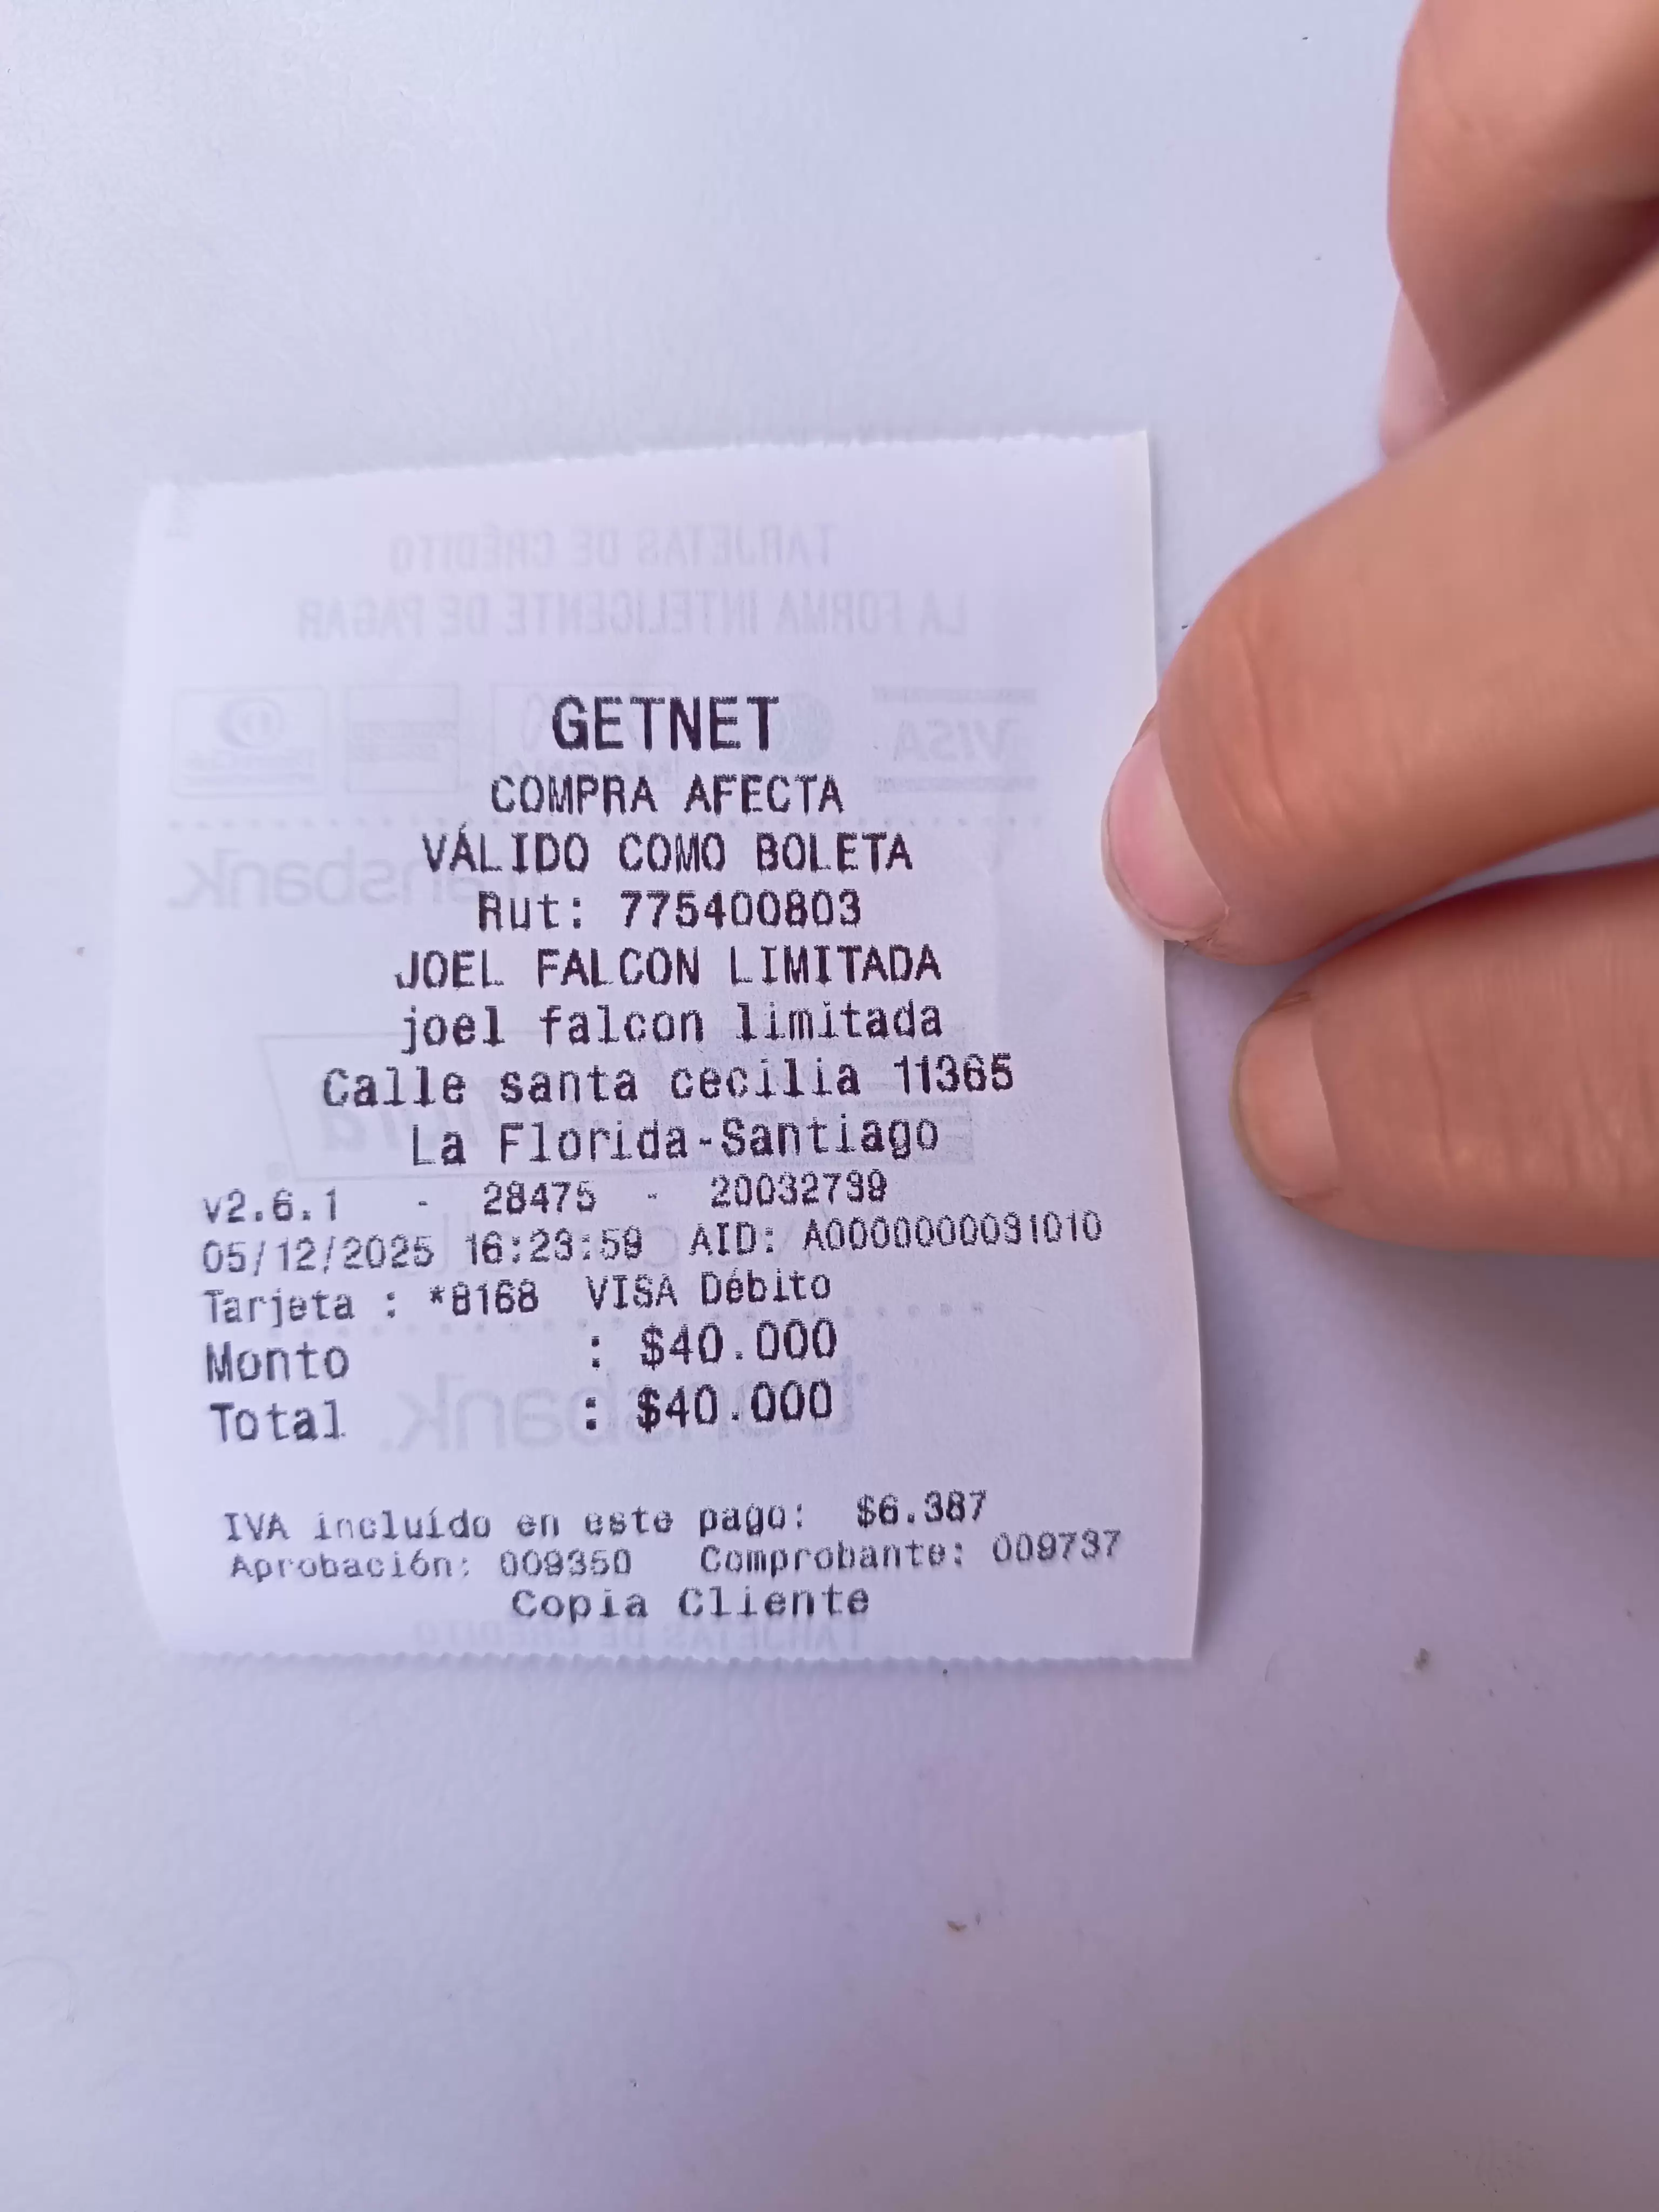 GETNET
COMPRA AFECTA
VÁLIDO COMO BOLETA
Rut: 775400803
JOEL FALCON LIMITADA
joel falcon limitada
Calle santa cecilia 11365
La Florida-Santiago
v2.6.1 - 28475 - 20032739
05/12/2025 16:23:59 AID: A0000000031010
Tarjeta : *8168 VISA Débito
Monto : $40.000
Total : $40.000
IVA incluído en este pago: $6.387
Aprobación: 009350 Comprobante: 009737
Copia Cliente